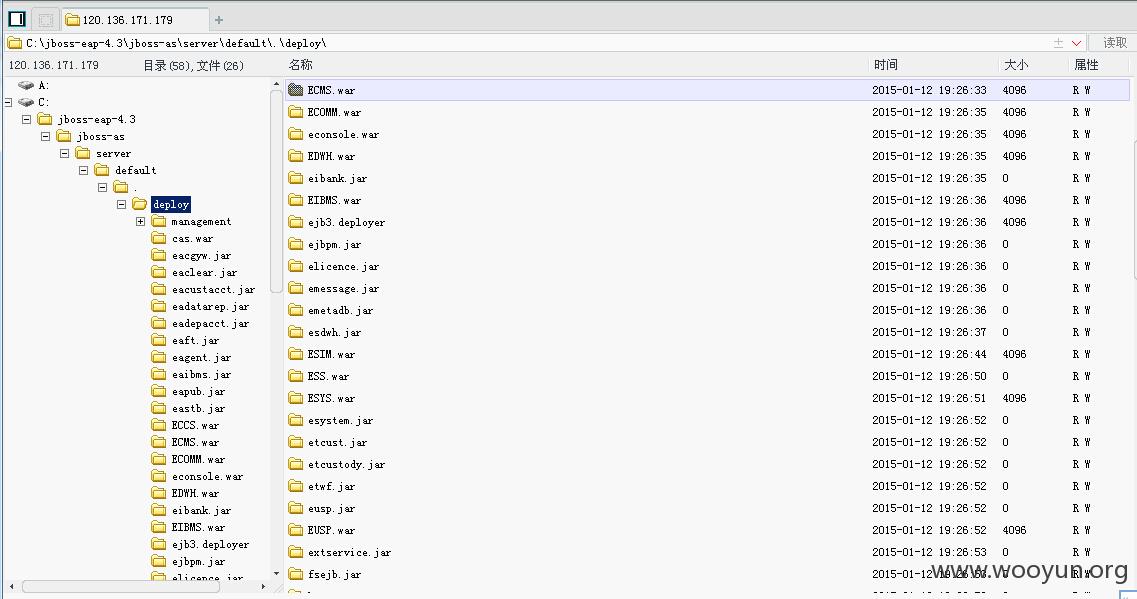 120.136.171.179
C:\jboss-eap-4.3\jboss-as\server\default\.\deploy\ 读取
120.136.171.179 目录(58),文件(26) 名称 时间 大小 属性
A:
C:
jboss-eap-4.3
jboss-as
server
default
.
deploy
management
cas.war
eacgyw.jar
eaclear.jar
eacustacct.jar
eadatarep.jar
eadepacct.jar
eaft.jar
eagent.jar
eaibms.jar
eapub.jar
eastb.jar
ECCS.war
ECMS.war
ECOMM.war
econsole.war
EDWH.war
eibank.jar
EIBMS.war
ejb3.deployer
ejbpm.jar
elicence.jar
ECMS.war 2015-01-12 19:26:33 4096 R W
ECOMM.war 2015-01-12 19:26:35 4096 R W
econsole.war 2015-01-12 19:26:35 4096 R W
EDWH.war 2015-01-12 19:26:35 4096 R W
eibank.jar 2015-01-12 19:26:35 0 R W
EIBMS.war 2015-01-12 19:26:36 4096 R W
ejb3.deployer 2015-01-12 19:26:36 4096 R W
ejbpm.jar 2015-01-12 19:26:36 0 R W
elicence.jar 2015-01-12 19:26:36 0 R W
emessage.jar 2015-01-12 19:26:36 0 R W
emetadb.jar 2015-01-12 19:26:36 0 R W
esdwh.jar 2015-01-12 19:26:37 0 R W
ESIM.war 2015-01-12 19:26:44 4096 R W
ESS.war 2015-01-12 19:26:50 0 R W
ESYS.war 2015-01-12 19:26:51 4096 R W
esystem.jar 2015-01-12 19:26:52 0 R W
etcust.jar 2015-01-12 19:26:52 0 R W
etcustody.jar 2015-01-12 19:26:52 0 R W
etwf.jar 2015-01-12 19:26:52 0 R W
eusp.jar 2015-01-12 19:26:52 0 R W
EUSP.war 2015-01-12 19:26:52 4096 R W
extservice.jar 2015-01-12 19:26:53 0 R W
fsejb.jar 2015-01-12 19:26:53 0 R W
www.wooyun.org